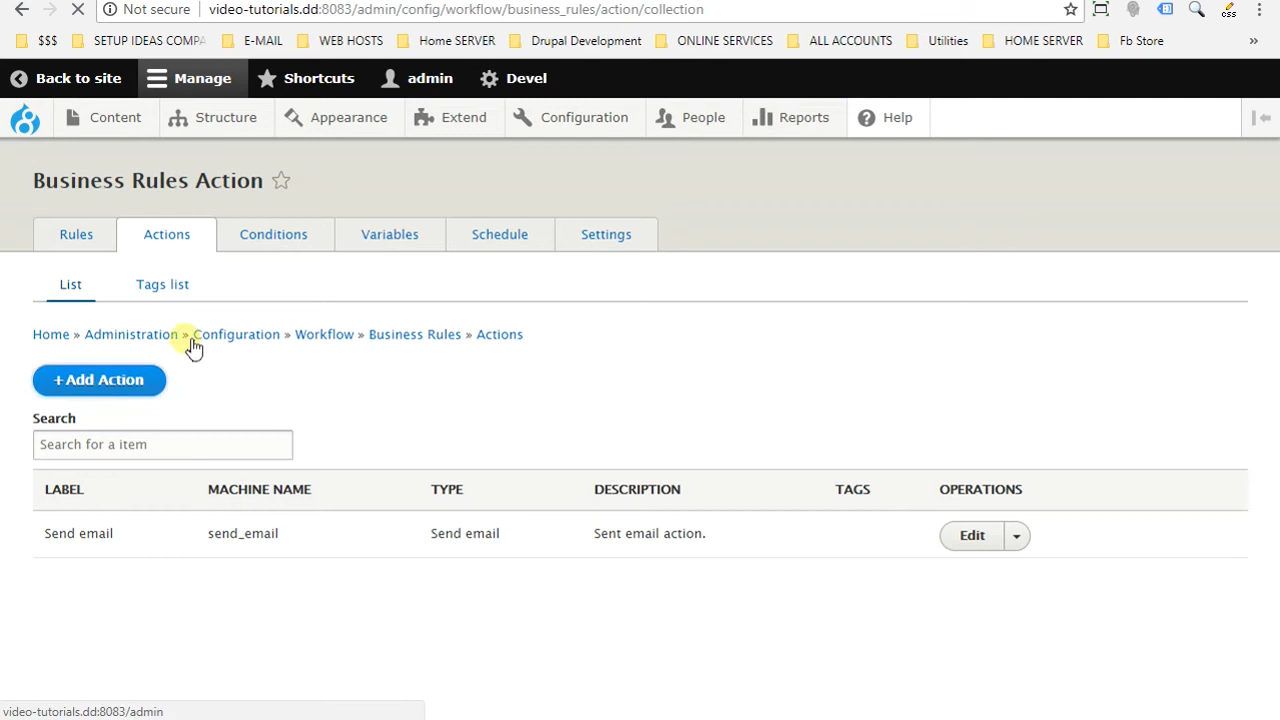 Not secure video-tutorials.dd:8083/admin/config/workflow/business_rules/action/collection
$$$ SETUP IDEAS COMPA E-MAIL WEB HOSTS Home SERVER Drupal Development ONLINE SERVICES ALL ACCOUNTS Utilities HOME SERVER Fb Store »
Back to site Manage Shortcuts admin Devel
Content Structure Appearance Extend Configuration People Reports Help
Business Rules Action
Rules Actions Conditions Variables Schedule Settings
List Tags list
Home » Administration » Configuration » Workflow » Business Rules » Actions
+Add Action
Search
Search for a item
LABEL MACHINE NAME TYPE DESCRIPTION TAGS OPERATIONS
Send email send_email Send email Sent email action. Edit
video-tutorials.dd:8083/admin